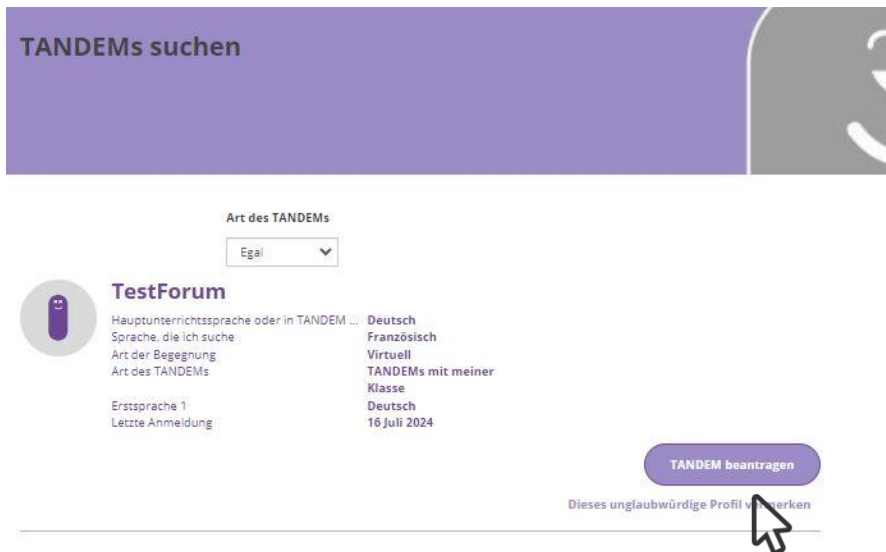 TANDEMs suchen
Art des TANDEMs
Egal
TestForum
Hauptunterrichtssprache oder in TANDEM ... Deutsch
Sprache, die ich suche Französisch
Art der Begegnung Virtuell
Art des TANDEMs TANDEMs mit meiner
Klasse
Erstsprache 1 Deutsch
Letzte Anmeldung 16 Juli 2024
TANDEM beantragen
Dieses unglaubwürdige Profil vermerken